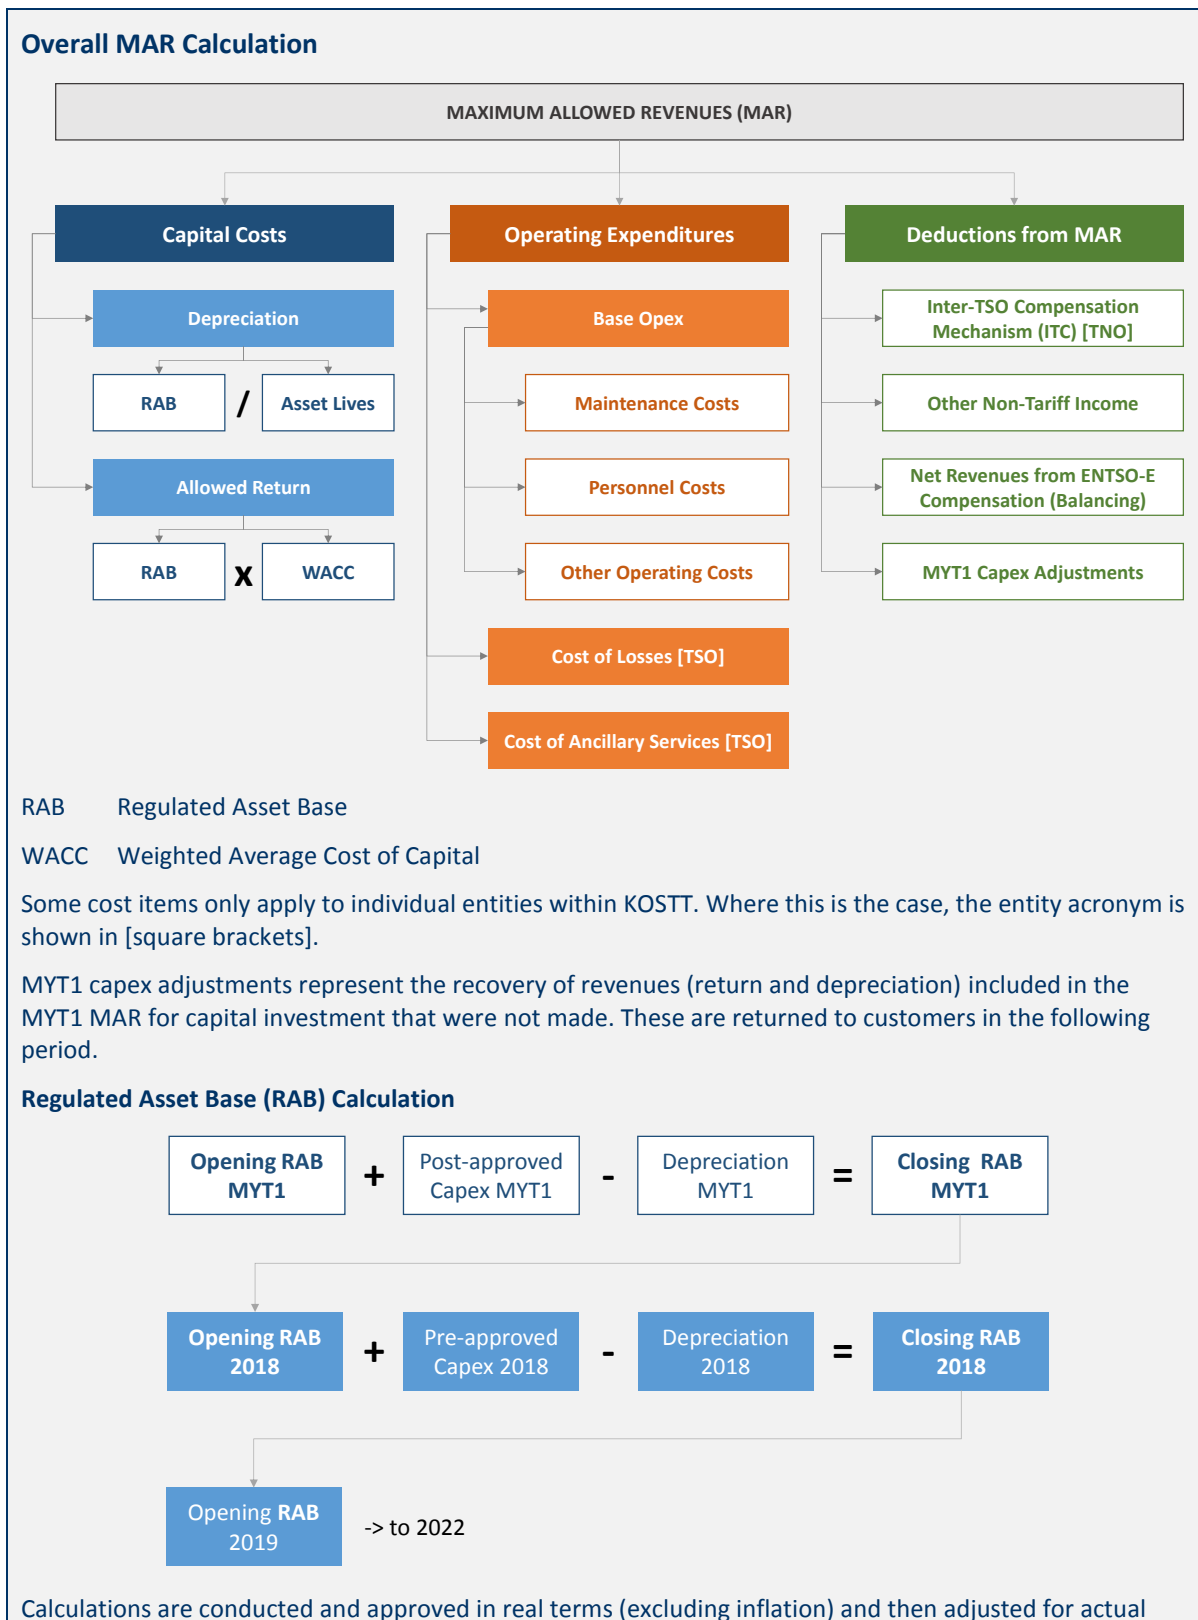 Overall MAR Calculation
MAXIMUM ALLOWED REVENUES (MAR)
Capital Costs
Depreciation
RAB / Asset Lives
Allowed Return
RAB x WACC
Operating Expenditures
Base Opex
Maintenance Costs
Personnel Costs
Other Operating Costs
Cost of Losses [TSO]
Cost of Ancillary Services [TSO]
Deductions from MAR
Inter-TSO Compensation
Mechanism (ITC) [TNO]
Other Non-Tariff Income
Net Revenues from ENTSO-E
Compensation (Balancing)
MYT1 Capex Adjustments
RAB Regulated Asset Base
WACC Weighted Average Cost of Capital
Some cost items only apply to individual entities within KOSTT. Where this is the case, the entity acronym is
shown in [square brackets].
MYT1 capex adjustments represent the recovery of revenues (return and depreciation) included in the
MYT1 MAR for capital investment that were not made. These are returned to customers in the following
period.
Regulated Asset Base (RAB) Calculation
Opening RAB
MYT1
+
Post-approved
Capex MYT1
-
Depreciation
MYT1
=
Closing RAB
MYT1
Opening RAB
2018
+
Pre-approved
Capex 2018
-
Depreciation
2018
=
Closing RAB
2018
Opening RAB
2019
-> to 2022
Calculations are conducted and approved in real terms (excluding inflation) and then adjusted for actual